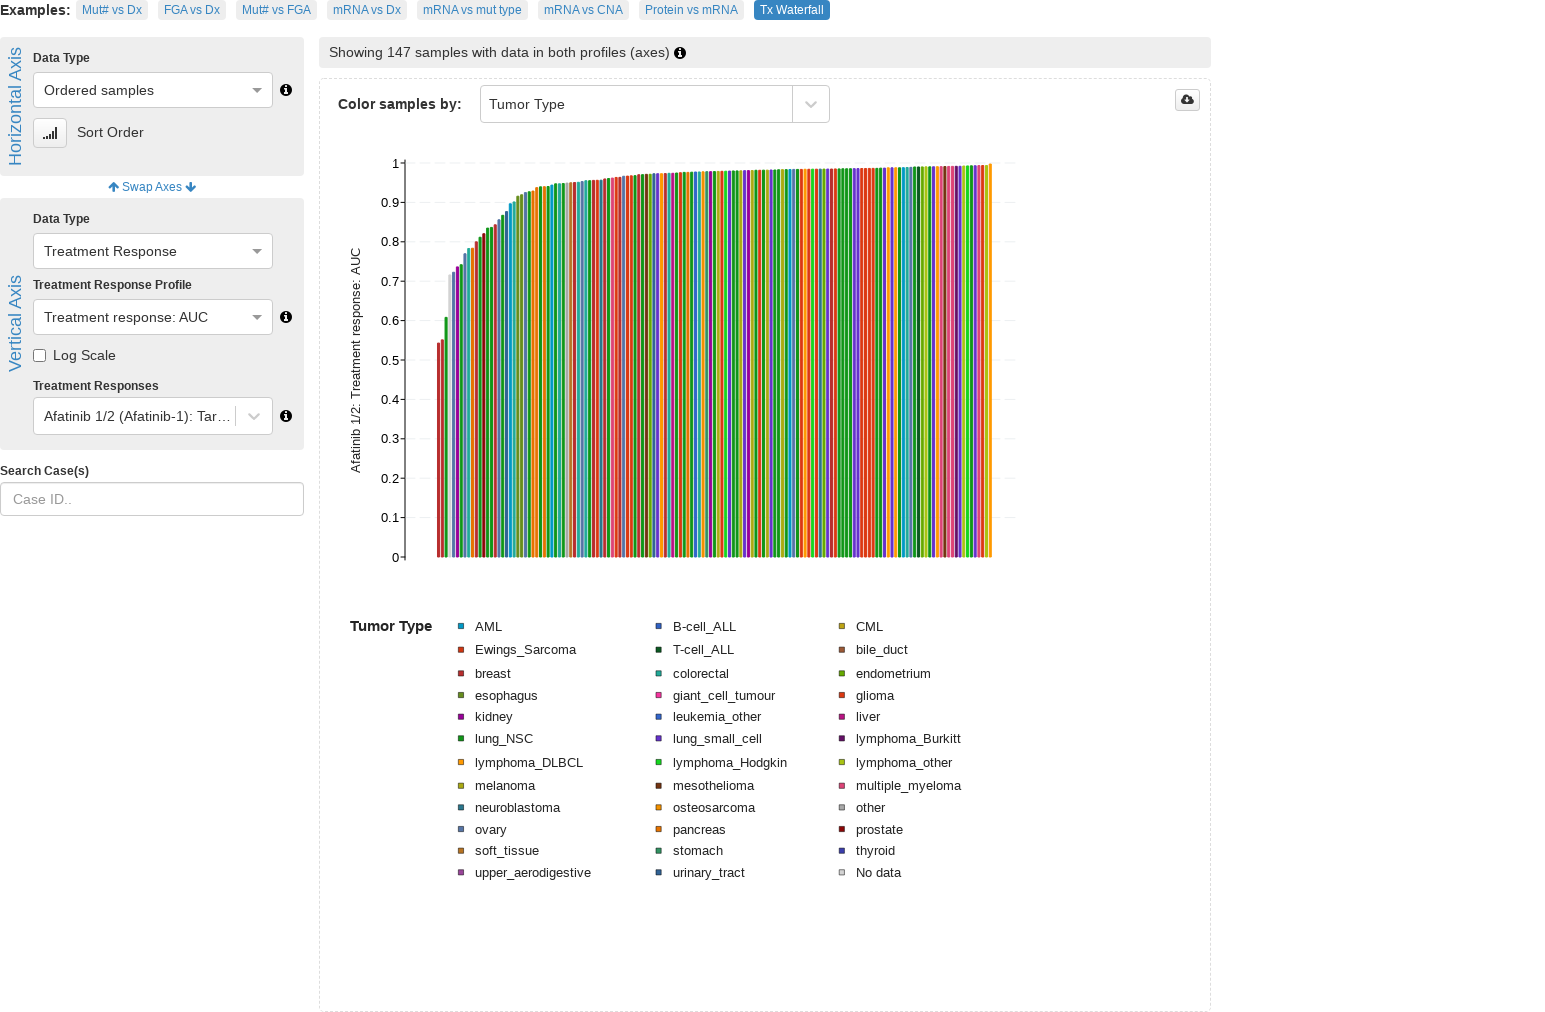 Examples: Mut# vs Dx FGA vs Dx Mut# vs FGA mRNA vs Dx mRNA vs mut type mRNA vs CNA Protein vs mRNA Tx Waterfall
Horizontal Axis
Data Type
Ordered samples
Sort Order
Swap Axes
Vertical Axis
Data Type
Treatment Response
Treatment Response Profile
Treatment response: AUC
Log Scale
Treatment Responses
Afatinib 1/2 (Afatinib-1): Tar…
Search Case(s)
Case ID..
Showing 147 samples with data in both profiles (axes)
Color samples by: Tumor Type
Afatinib 1/2: Treatment response: AUC
1
0.9
0.8
0.7
0.6
0.5
0.4
0.3
0.2
0.1
0
Tumor Type
AML B-cell_ALL CML
Ewings_Sarcoma T-cell_ALL bile_duct
breast colorectal endometrium
esophagus giant_cell_tumour glioma
kidney leukemia_other liver
lung_NSC lung_small_cell lymphoma_Burkitt
lymphoma_DLBCL lymphoma_Hodgkin lymphoma_other
melanoma mesothelioma multiple_myeloma
neuroblastoma osteosarcoma other
ovary pancreas prostate
soft_tissue stomach thyroid
upper_aerodigestive urinary_tract No data